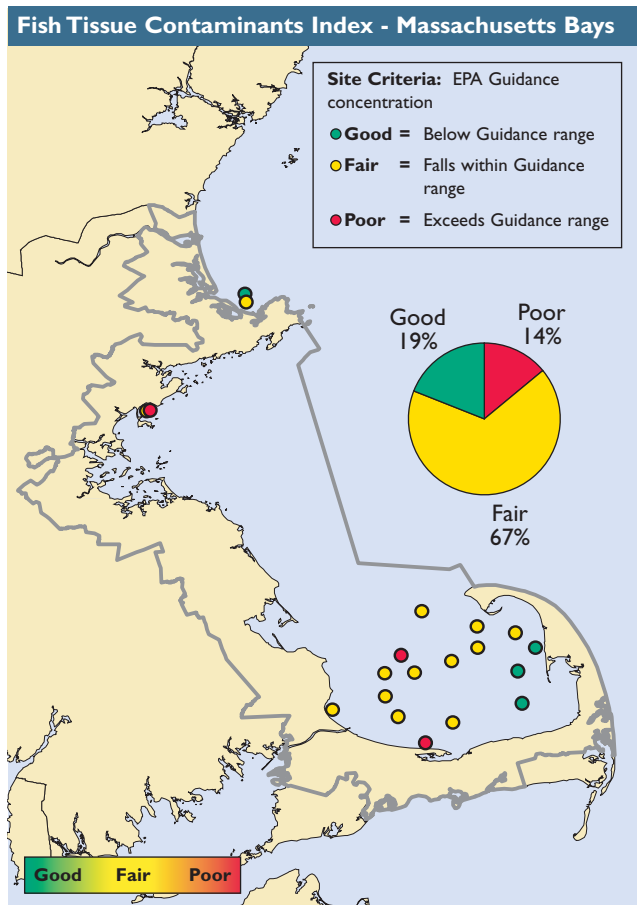 Fish Tissue Contaminants Index - Massachusetts Bays
Site Criteria: EPA Guidance
concentration
Good = Below Guidance range
Fair = Falls within Guidance
range
Poor = Exceeds Guidance range
Good
19%
Poor
14%
Fair
67%
Good Fair Poor